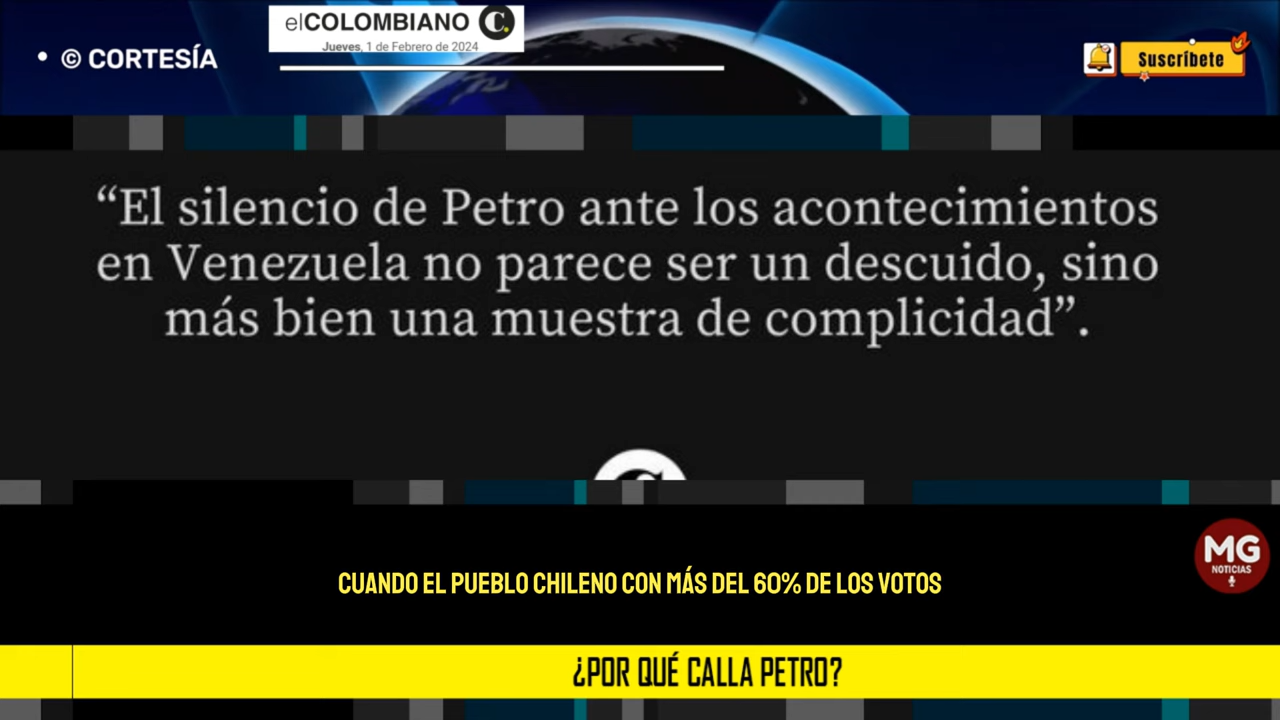 elCOLOMBIANO C.
Jueves, 1 de Febrero de 2024
• © CORTESÍA
Suscríbete
“El silencio de Petro ante los acontecimientos
en Venezuela no parece ser un descuido, sino
más bien una muestra de complicidad”.
MG
NOTICIAS
CUANDO EL PUEBLO CHILENO CON MÁS DEL 60% DE LOS VOTOS
¿POR QUÉ CALLA PETRO?